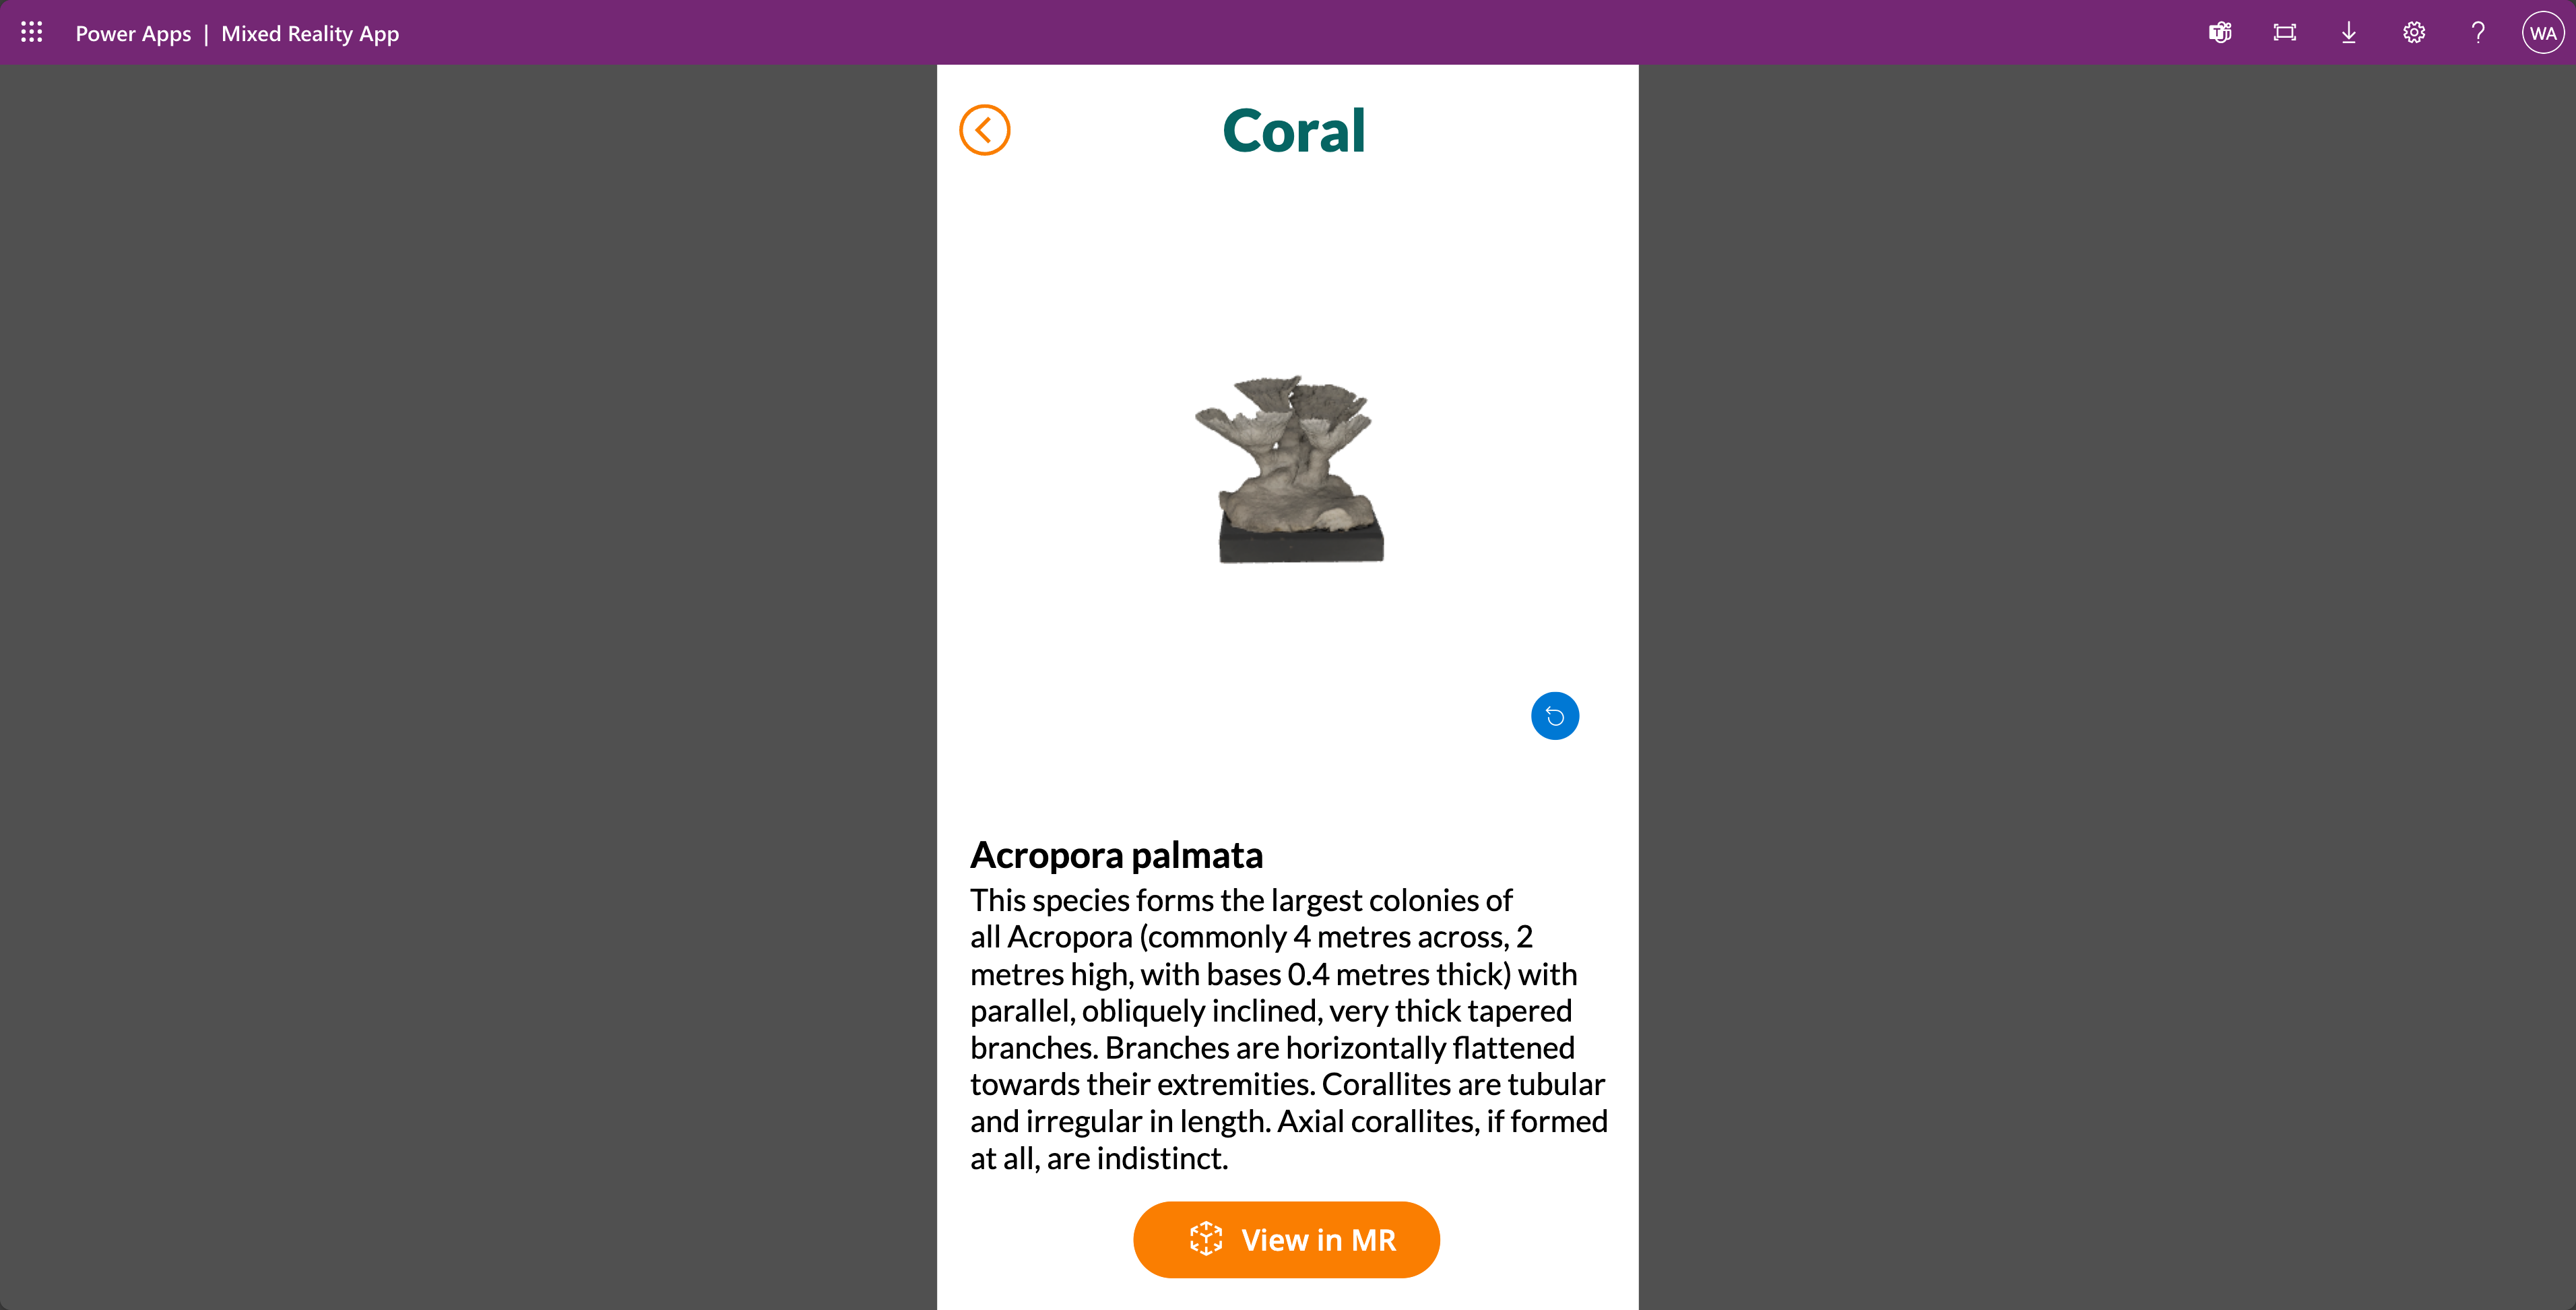 Power Apps | Mixed Reality App
WA
Coral
Acropora palmata
This species forms the largest colonies of
all Acropora (commonly 4 metres across, 2
metres high, with bases 0.4 metres thick) with
parallel, obliquely inclined, very thick tapered
branches. Branches are horizontally flattened
towards their extremities. Corallites are tubular
and irregular in length. Axial corallites, if formed
at all, are indistinct.
View in MR